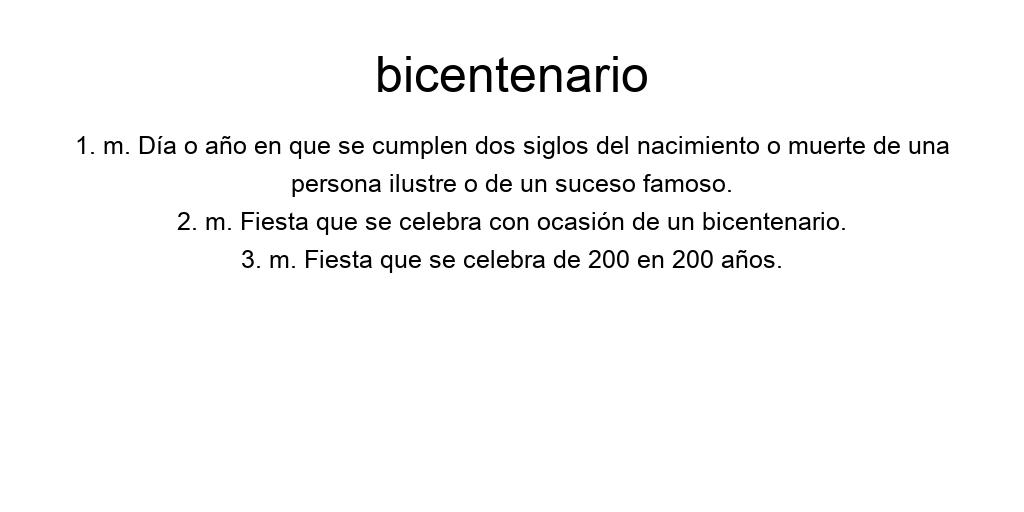 bicentenario
1. m. Día o año en que se cumplen dos siglos del nacimiento o muerte de una
persona ilustre o de un suceso famoso.
2. m. Fiesta que se celebra con ocasión de un bicentenario.
3. m. Fiesta que se celebra de 200 en 200 años.